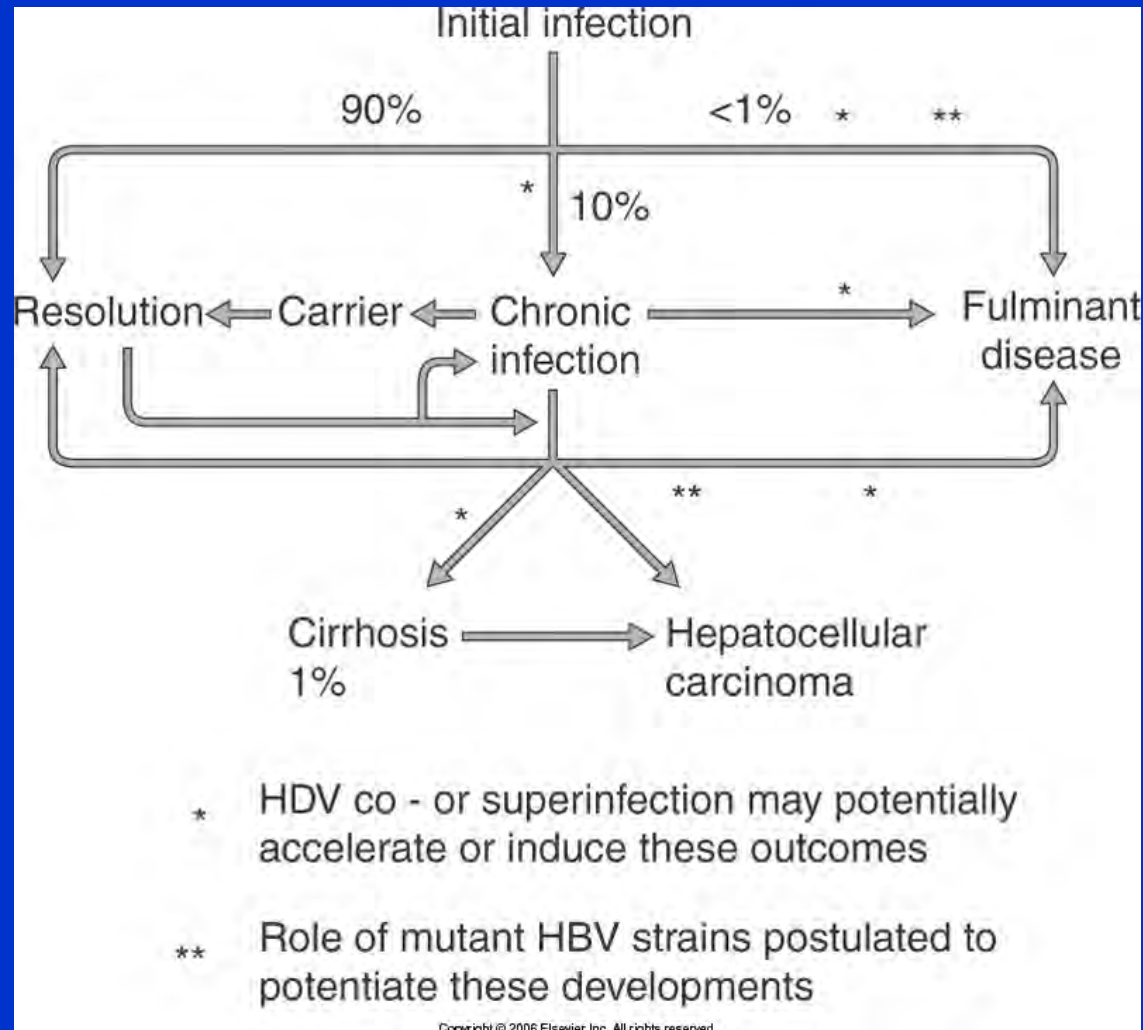 Initial infection
90%
<1% * **
*
10%
Resolution
Carrier
Chronic
infection
*
Fulminant
disease
*
** *
Cirrhosis
1%
Hepatocellular
carcinoma
* HDV co - or superinfection may potentially
accelerate or induce these outcomes
** Role of mutant HBV strains postulated to
potentiate these developments
Copyright © 2006 Elsevier Inc. All rights reserved